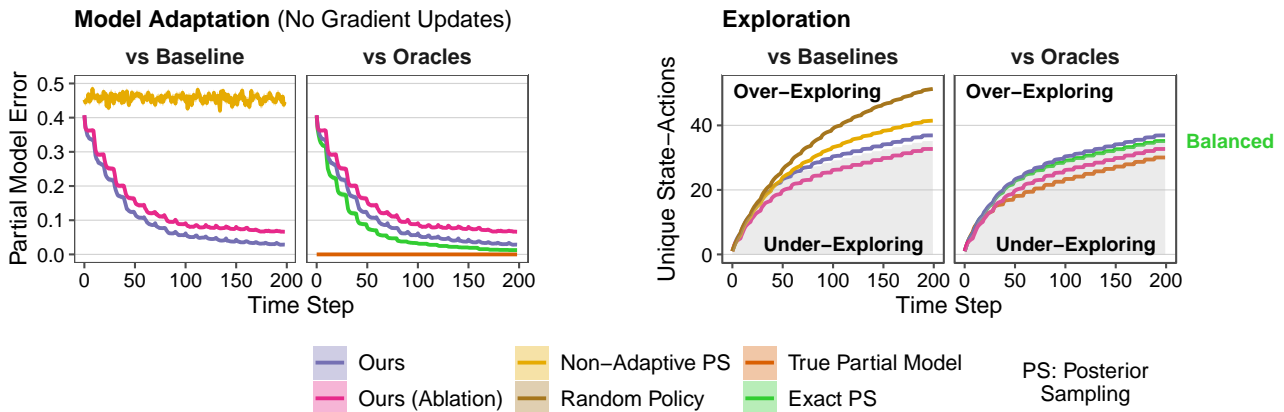 Model Adaptation (No Gradient Updates)
vs Baseline
vs Oracles
Partial Model Error
0.5
0.4
0.3
0.2
0.1
0.0
0 50 100 150 200
0 50 100 150 200
Time Step
Exploration
vs Baselines
vs Oracles
Unique State−Actions
40
20
0
Over−Exploring
Under−Exploring
Over−Exploring
Under−Exploring
Balanced
0 50 100 150 200
0 50 100 150 200
Time Step
Ours
Non−Adaptive PS
True Partial Model
Ours (Ablation)
Random Policy
Exact PS
PS: Posterior
Sampling